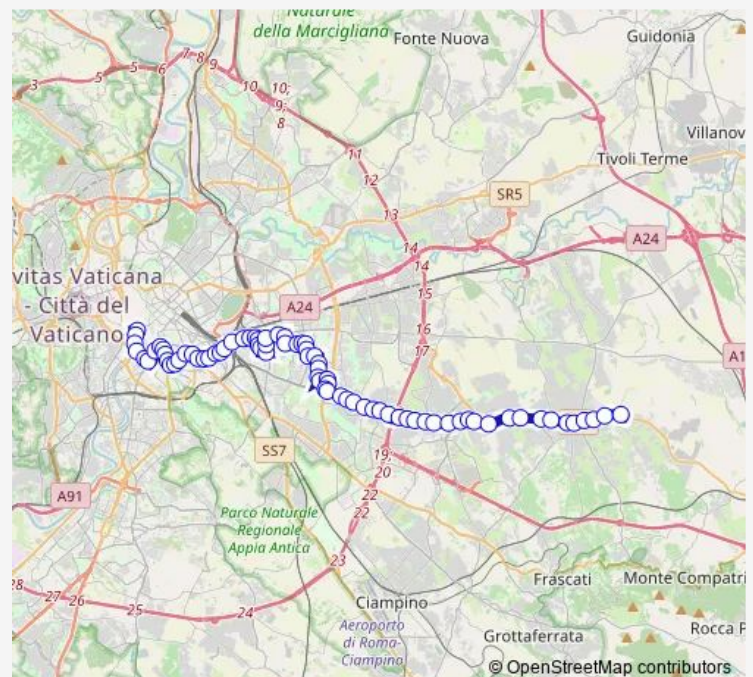 Naturale
della Marcigliana
Fonte Nuova
Guidonia
3
5
5
6
7
8
9
10
10;
9;
8
11
12
13
14
14
15
16
17
Villanov
Tivoli Terme
SR5
A24
A24
vitas Vaticana
- Città del
Vaticano
A1
SS7
19;
20
22
22
23
A91
Parco Naturale
Regionale
Appia Antica
28
27
26
25
24
Ciampino
Aeroporto
di Roma-
Ciampino
Frascati
Monte Compatri
Grottaferrata
Rocca P
© OpenStreetMap contributors